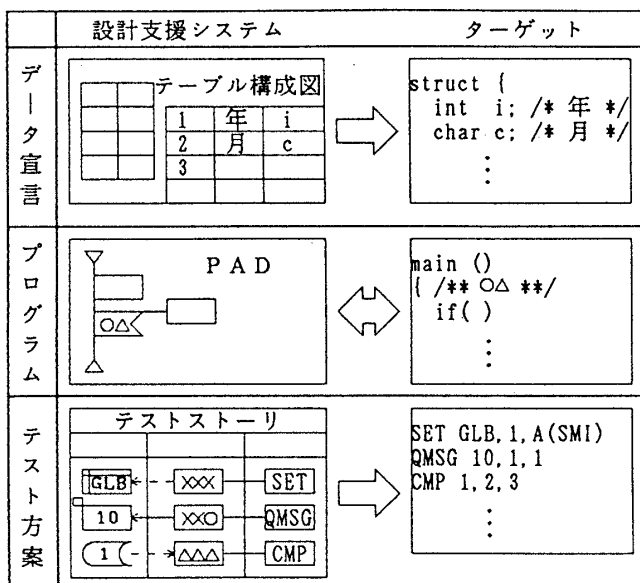 設計支援システム
ターゲット
データ宣言
テーブル構成図
1 年 i
2 月 c
3
struct {
int i; /* 年 */
char c; /* 月 */
⋮
プログラム
PAD
○△
main ()
{ /** ○△ **/
if( )
⋮
テスト方案
テストストーリ
GLB XXX SET
10 XX○ QMSG
1 △△△ CMP
SET GLB,1,A(SMI)
QMSG 10,1,1
CMP 1,2,3
⋮